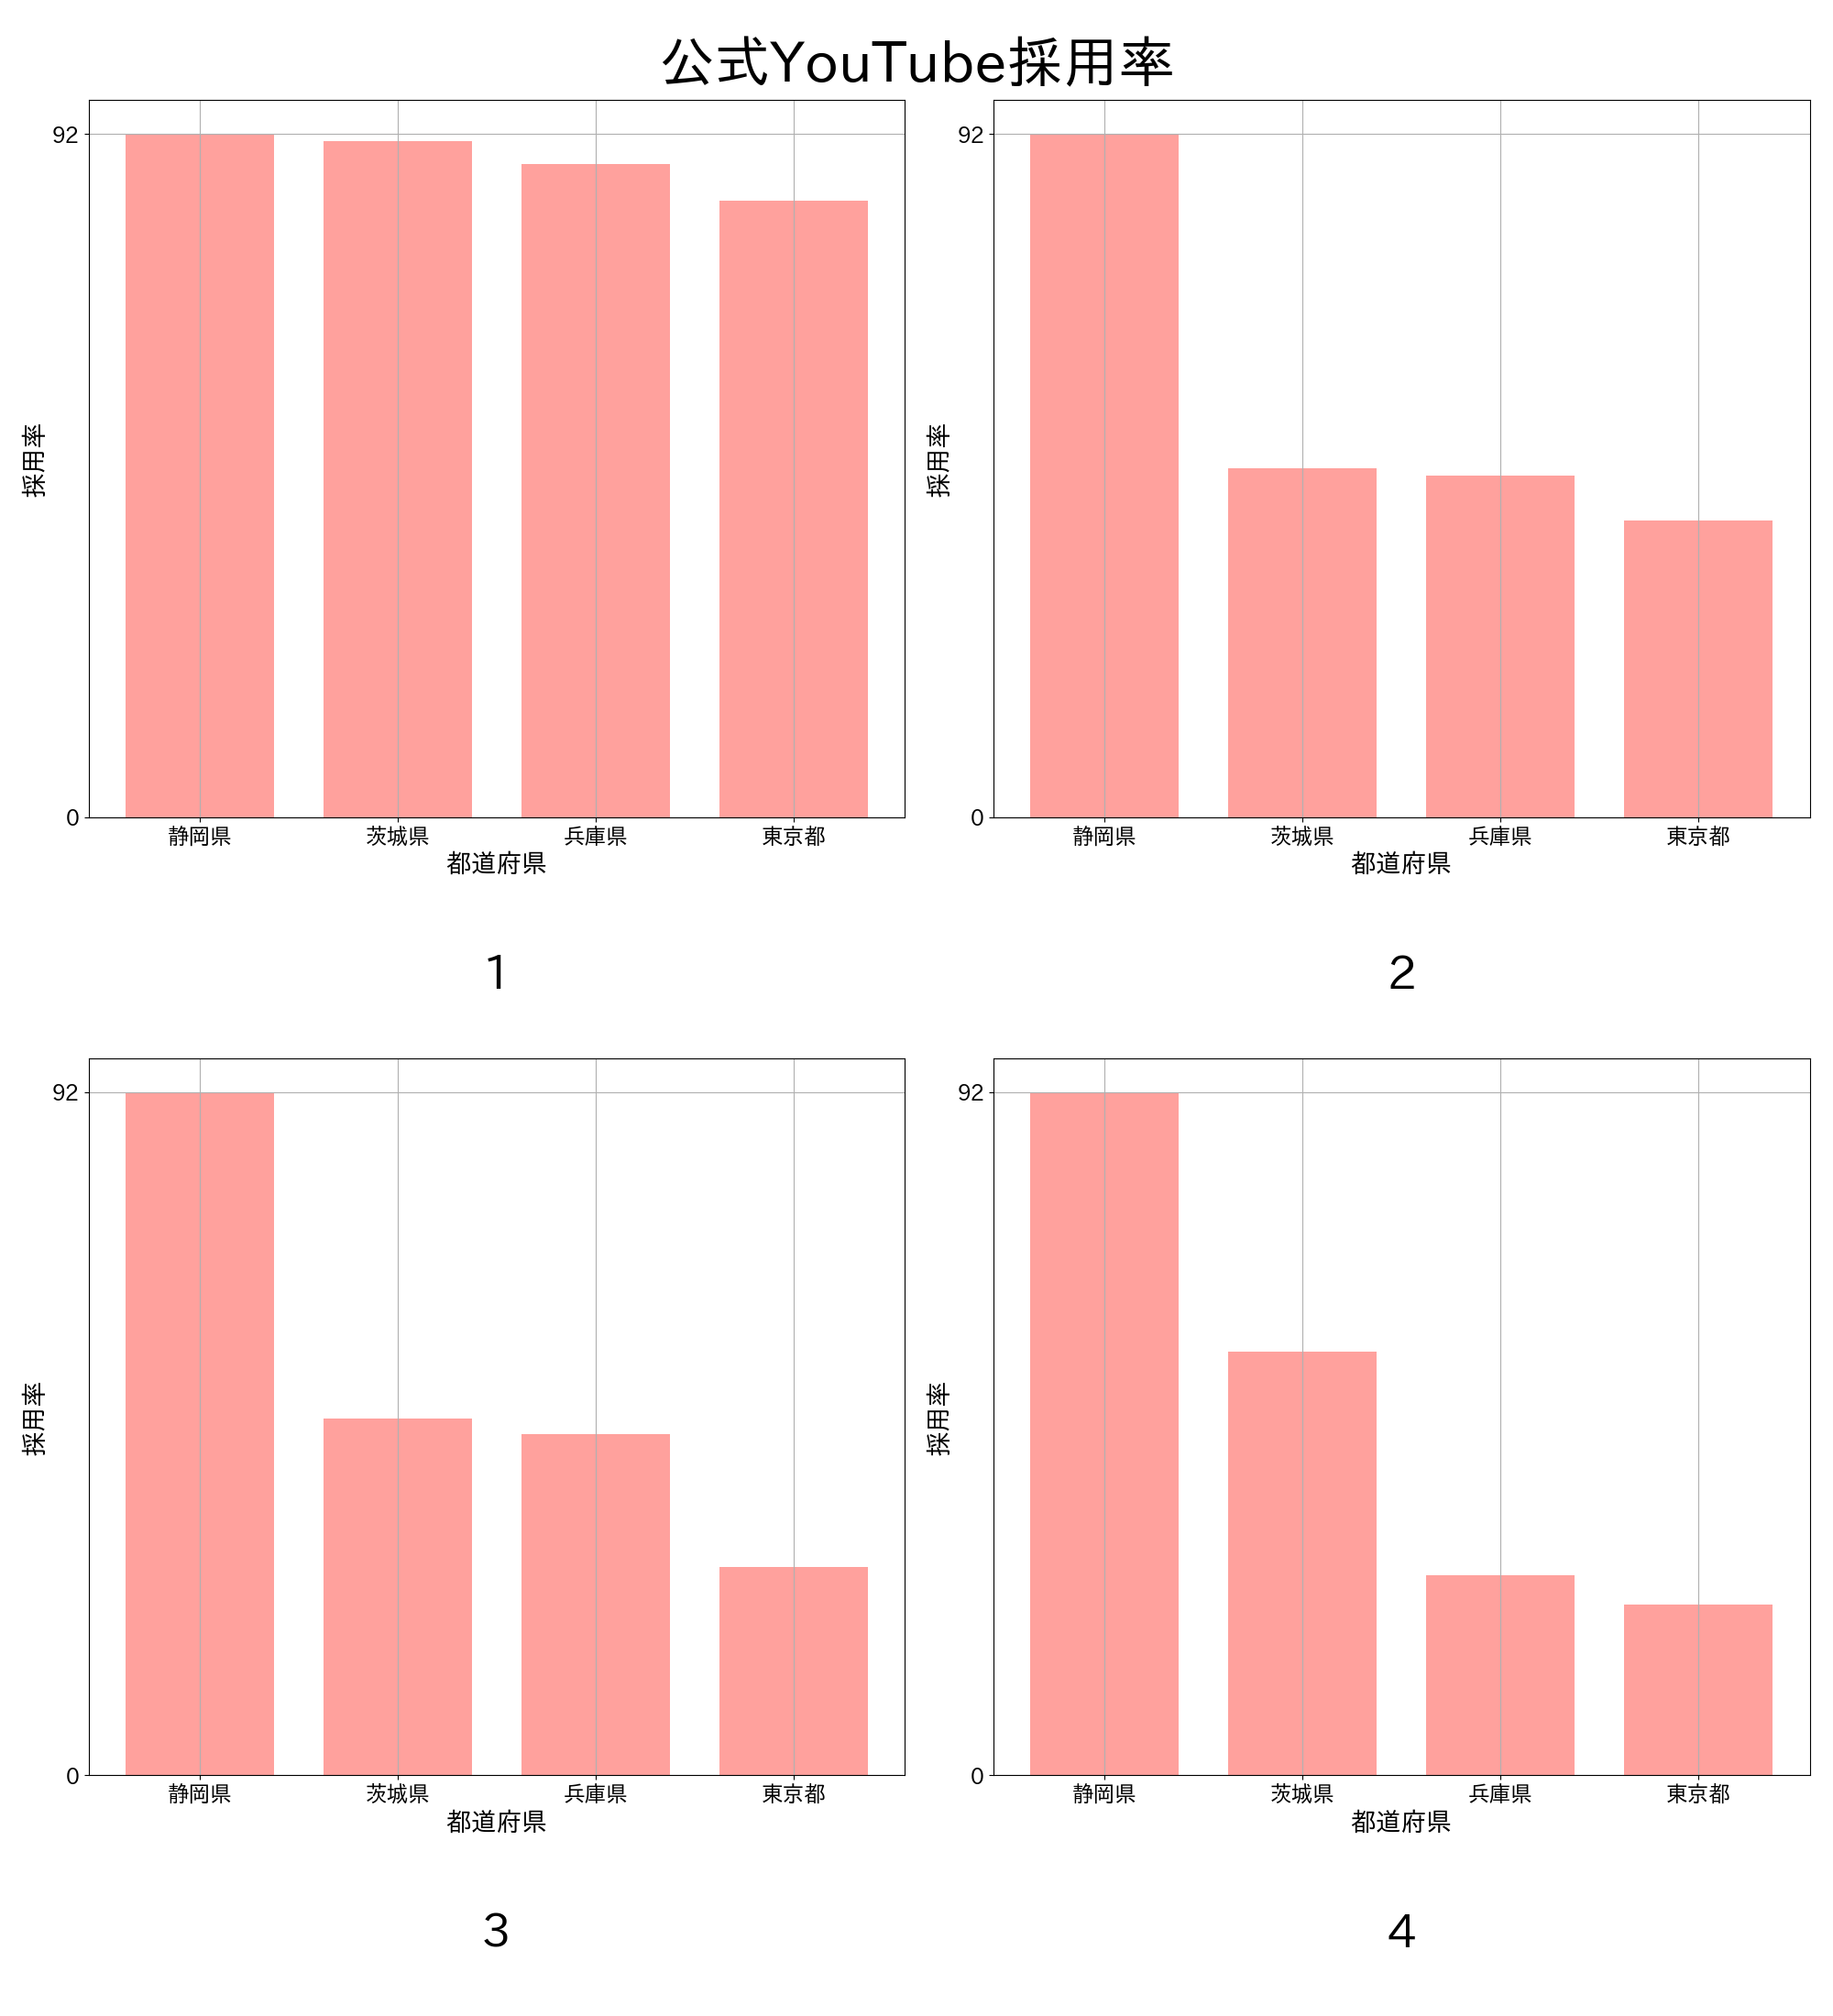 公式YouTube採用率
92
0
採用率
静岡県 茨城県 兵庫県 東京都
都道府県
1
92
0
採用率
静岡県 茨城県 兵庫県 東京都
都道府県
2
92
0
採用率
静岡県 茨城県 兵庫県 東京都
都道府県
3
92
0
採用率
静岡県 茨城県 兵庫県 東京都
都道府県
4